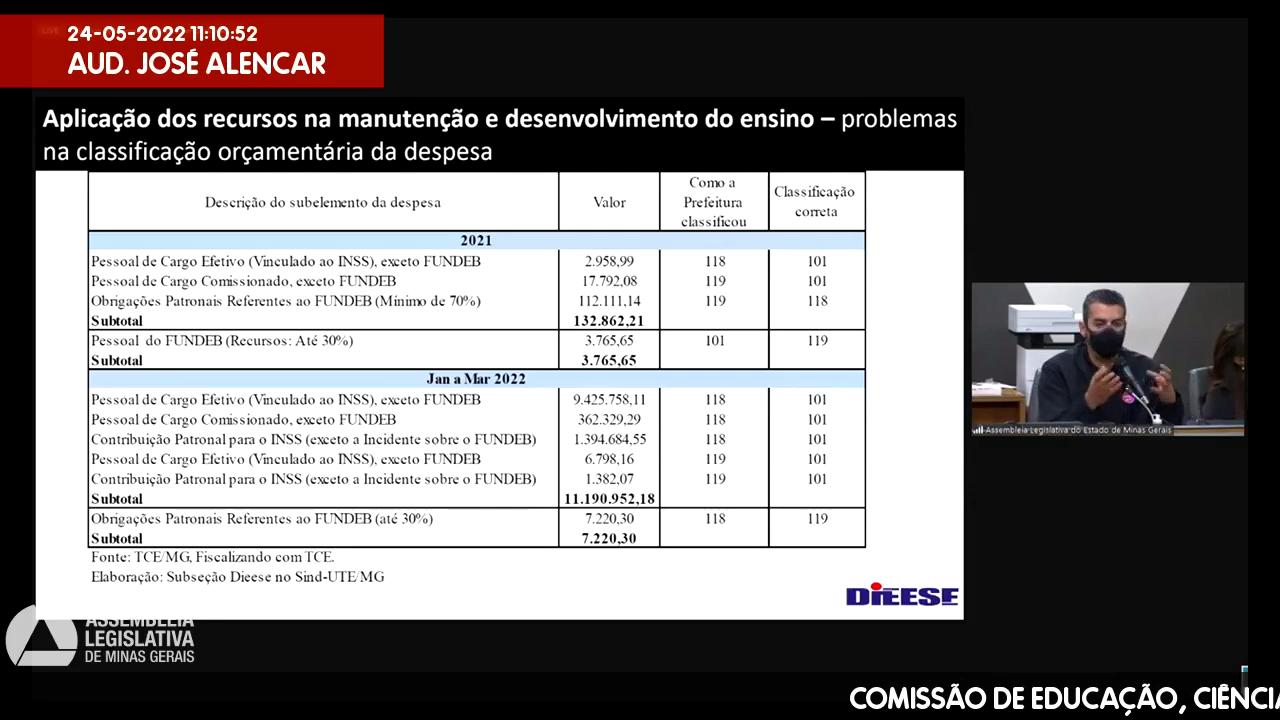 LIVE
24-05-2022 11:10:52
AUD. JOSÉ ALENCAR
Aplicação dos recursos na manutenção e desenvolvimento do ensino – problemas
na classificação orçamentária da despesa
Descrição do subelemento da despesa Valor Como a Prefeitura classificou Classificação correta
2021
Pessoal de Cargo Efetivo (Vinculado ao INSS), exceto FUNDEB 2.958,99 118 101
Pessoal de Cargo Comissionado, exceto FUNDEB 17.792,08 119 101
Obrigações Patronais Referentes ao FUNDEB (Mínimo de 70%) 112.111,14 119 118
Subtotal 132.862,21
Pessoal do FUNDEB (Recursos: Até 30%) 3.765,65 101 119
Subtotal 3.765,65
Jan a Mar 2022
Pessoal de Cargo Efetivo (Vinculado ao INSS), exceto FUNDEB 9.425.758,11 118 101
Pessoal de Cargo Comissionado, exceto FUNDEB 362.329,29 118 101
Contribuição Patronal para o INSS (exceto a Incidente sobre o FUNDEB) 1.394.684,55 118 101
Pessoal de Cargo Efetivo (Vinculado ao INSS), exceto FUNDEB 6.798,16 119 101
Contribuição Patronal para o INSS (exceto a Incidente sobre o FUNDEB) 1.382,07 119 101
Subtotal 11.190.952,18
Obrigações Patronais Referentes ao FUNDEB (até 30%) 7.220,30 118 119
Subtotal 7.220,30
Fonte: TCE/MG, Fiscalizando com TCE.
Elaboração: Subseção Dieese no Sind-UTE/MG
DIEESE
Assembleia Legislativa do Estado de Minas Gerais
ASSEMBLEIA
LEGISLATIVA
DE MINAS GERAIS
COMISSÃO DE EDUCAÇÃO, CIÊNCI